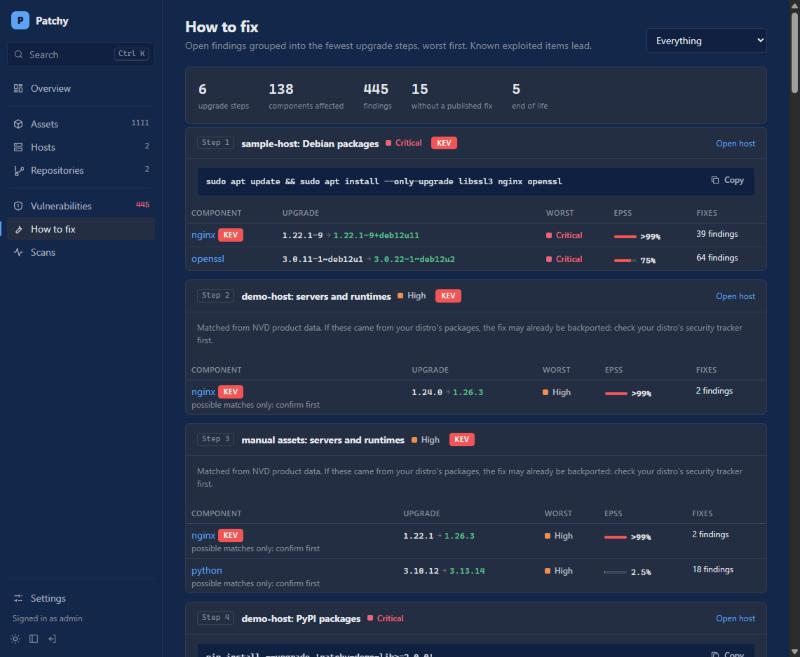 P Patchy
Search Ctrl K
Overview
Assets 1111
Hosts 2
Repositories 2
Vulnerabilities 445
How to fix
Scans
Settings
Signed in as admin
How to fix
Open findings grouped into the fewest upgrade steps, worst first. Known exploited items lead.
Everything
6 138 445 15 5
upgrade steps components affected findings without a published fix end of life
Step 1 sample-host: Debian packages Critical KEV Open host
sudo apt update && sudo apt install --only-upgrade libssl3 nginx openssl Copy
COMPONENT UPGRADE WORST EPSS FIXES
nginx KEV 1.22.1-9 → 1.22.1-9+deb12u11 Critical >99% 39 findings
openssl 3.0.11-1~deb12u1 → 3.0.22-1~deb12u2 Critical 75% 64 findings
Step 2 demo-host: servers and runtimes High KEV Open host
Matched from NVD product data. If these came from your distro's packages, the fix may already be backported: check your distro's security tracker
first.
COMPONENT UPGRADE WORST EPSS FIXES
nginx KEV 1.24.0 → 1.26.3 High >99% 2 findings
possible matches only: confirm first
Step 3 manual assets: servers and runtimes High KEV
Matched from NVD product data. If these came from your distro's packages, the fix may already be backported: check your distro's security tracker
first.
COMPONENT UPGRADE WORST EPSS FIXES
nginx KEV 1.22.1 → 1.26.3 High >99% 2 findings
possible matches only: confirm first
python 3.10.12 → 3.13.14 High 2.5% 18 findings
possible matches only: confirm first
Step 4 demo-host: PyPI packages Critical Open host
pip install --upgrade Copy